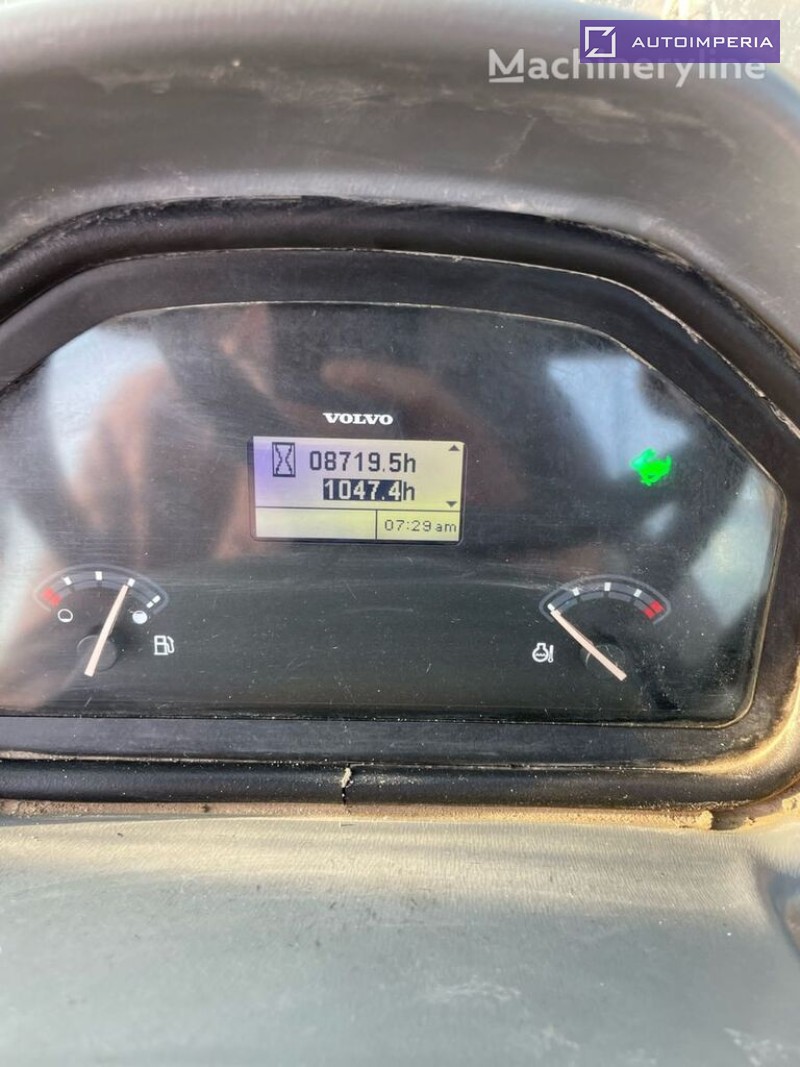 AUTOIMPERIA
Machineryline
VOLVO
08719.5h
1047.4h
07:29 am